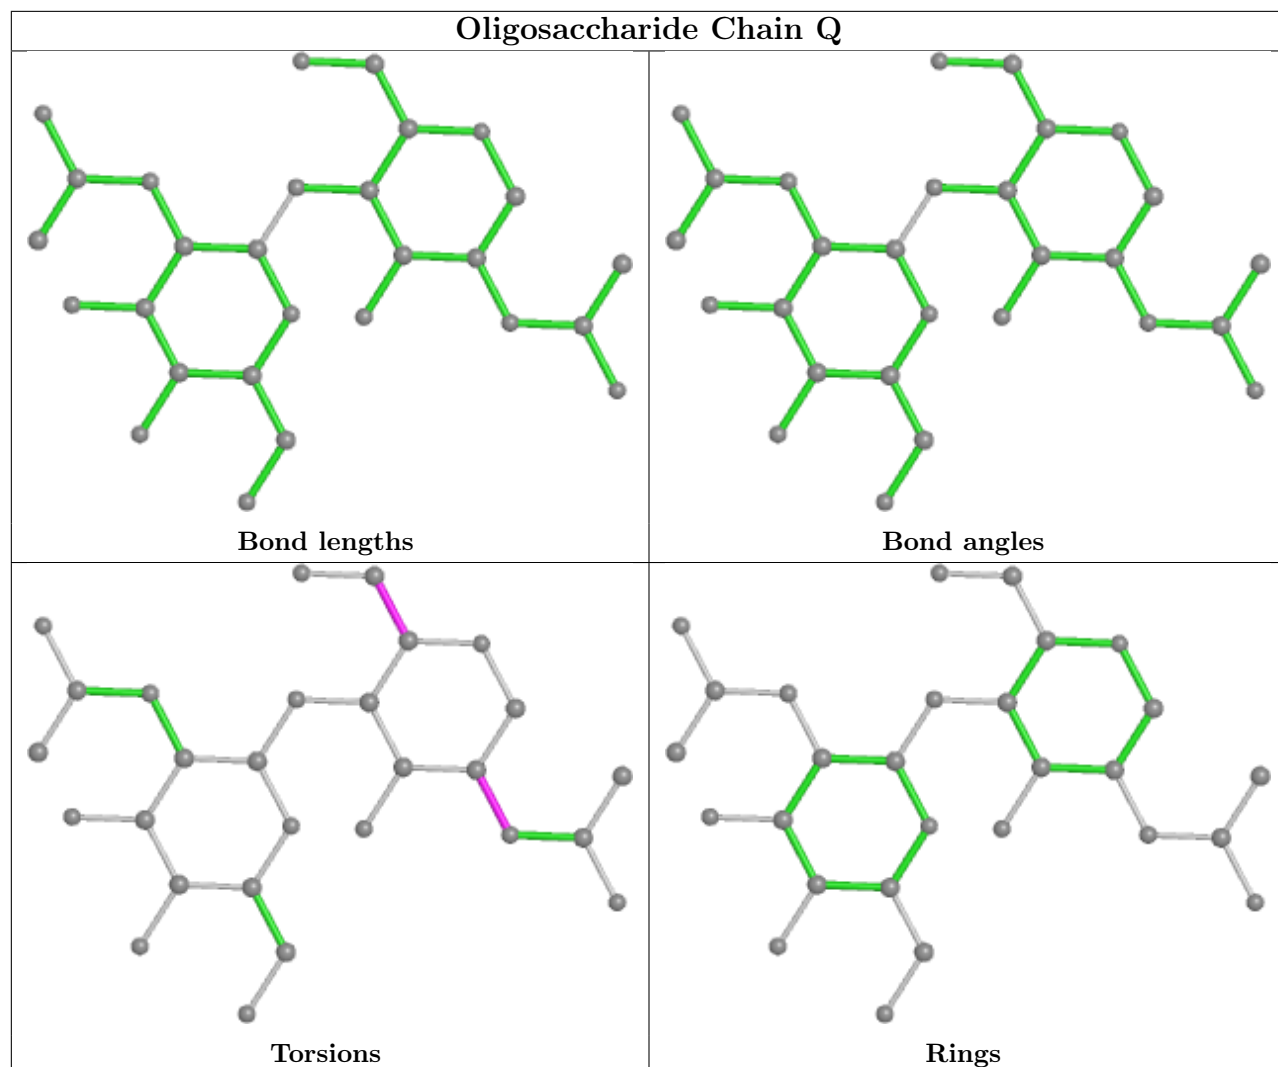 Oligosaccharide Chain Q
Bond lengths
Bond angles
Torsions
Rings